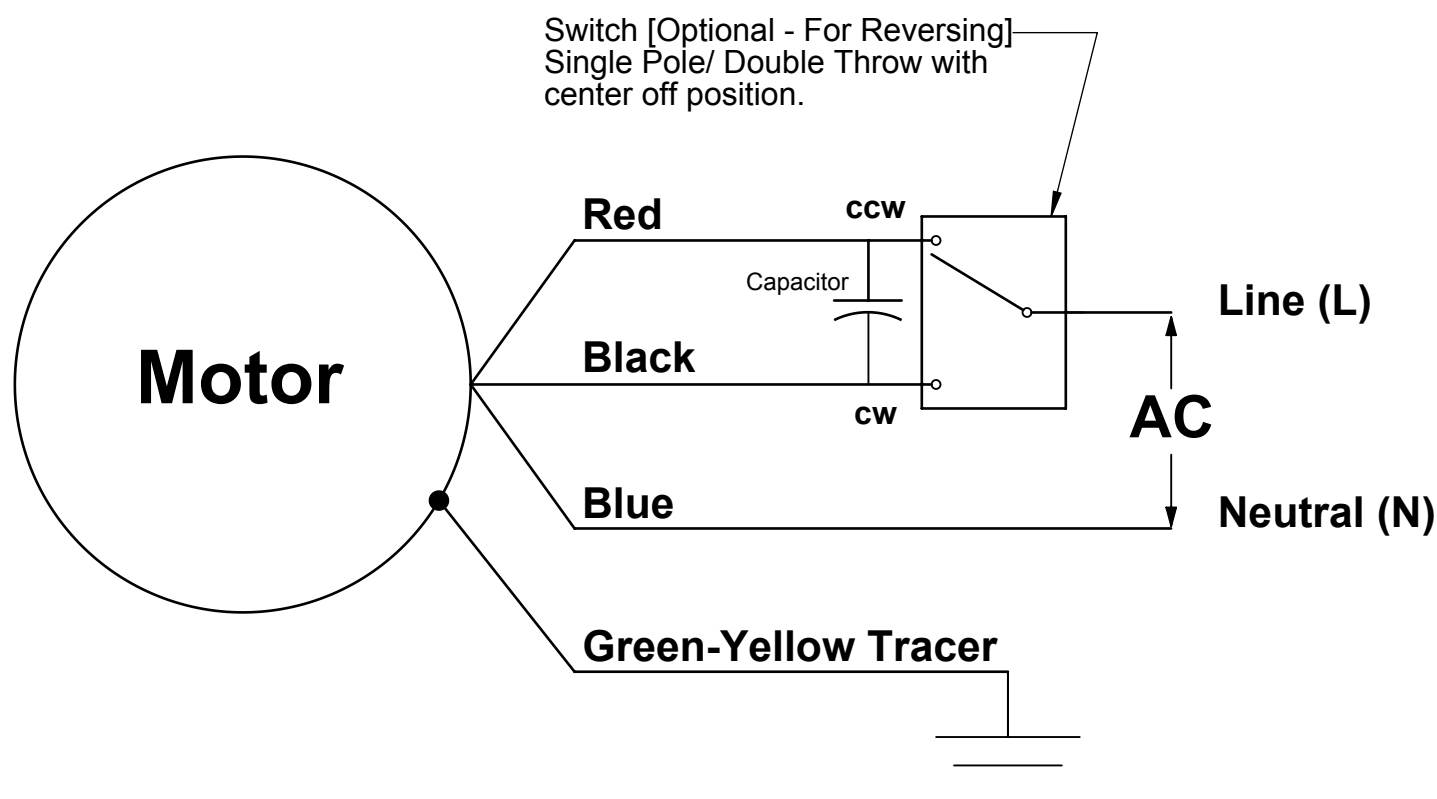 Switch [Optional - For Reversing]
Single Pole/ Double Throw with
center off position.
Red
ccw
Capacitor
Line (L)
Motor
Black
cw
AC
Blue
Neutral (N)
Green-Yellow Tracer